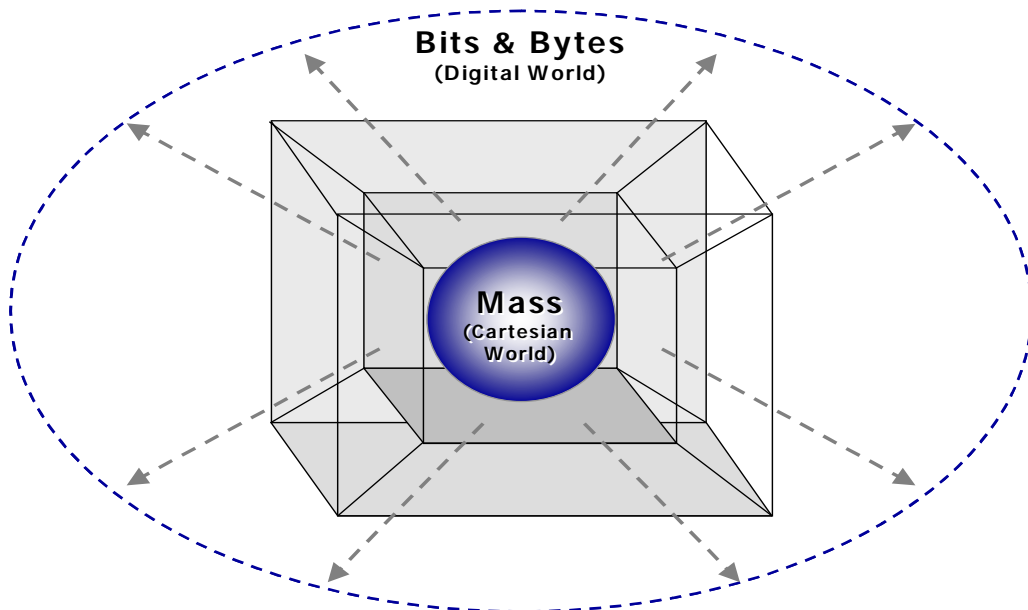 Bits & Bytes
(Digital World)
Mass
(Cartesian
World)